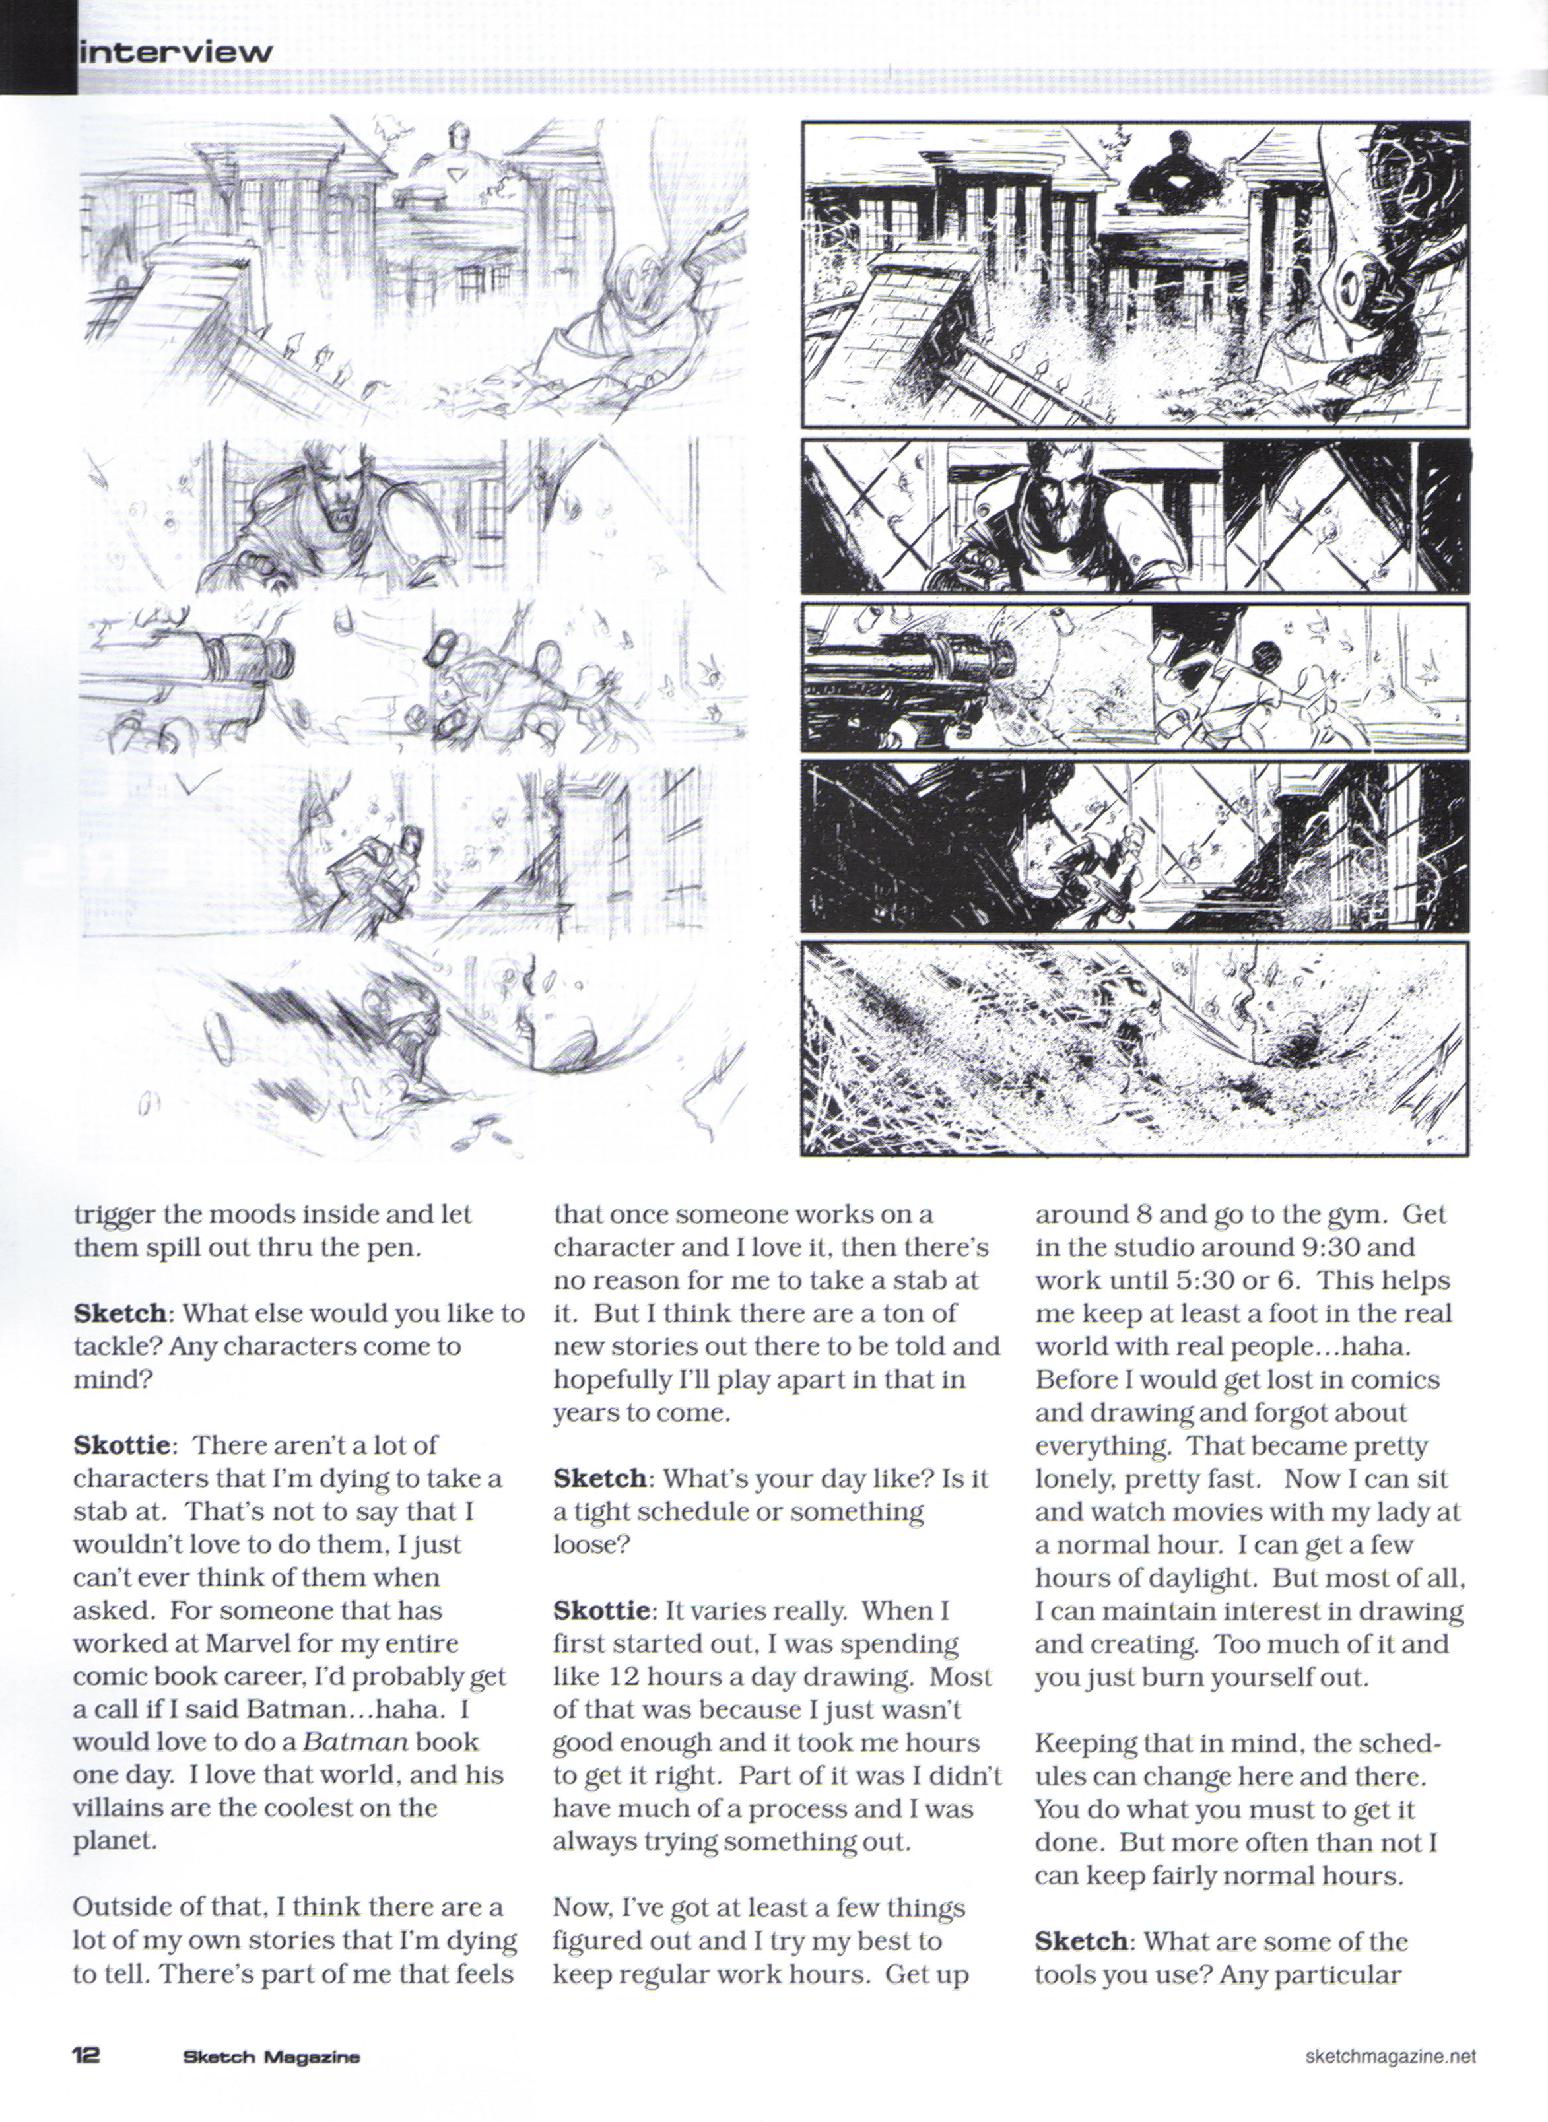 interview
trigger the moods inside and let
them spill out thru the pen.
Sketch: What else would you like to
tackle? Any characters come to
mind?
Skottie:  There aren't a lot of
characters that I'm dying to take a
stab at.  That's not to say that I
wouldn't love to do them, I just
can't ever think of them when
asked.  For someone that has
worked at Marvel for my entire
comic book career, I'd probably get
a call if I said Batman...haha.  I
would love to do a Batman book
one day.  I love that world, and his
villains are the coolest on the
planet.
Outside of that, I think there are a
lot of my own stories that I'm dying
to tell. There's part of me that feels
that once someone works on a
character and I love it, then there's
no reason for me to take a stab at
it.  But I think there are a ton of
new stories out there to be told and
hopefully I'll play apart in that in
years to come.
Sketch: What's your day like? Is it
a tight schedule or something
loose?
Skottie: It varies really.  When I
first started out, I was spending
like 12 hours a day drawing.  Most
of that was because I just wasn't
good enough and it took me hours
to get it right.  Part of it was I didn't
have much of a process and I was
always trying something out.
Now, I've got at least a few things
figured out and I try my best to
keep regular work hours.  Get up
around 8 and go to the gym.  Get
in the studio around 9:30 and
work until 5:30 or 6.  This helps
me keep at least a foot in the real
world with real people...haha.
Before I would get lost in comics
and drawing and forgot about
everything.  That became pretty
lonely, pretty fast.   Now I can sit
and watch movies with my lady at
a normal hour.  I can get a few
hours of daylight.  But most of all,
I can maintain interest in drawing
and creating.  Too much of it and
you just burn yourself out.
Keeping that in mind, the sched-
ules can change here and there.
You do what you must to get it
done.  But more often than not I
can keep fairly normal hours.
Sketch: What are some of the
tools you use? Any particular
12 Sketch Magazine
sketchmagazine.net